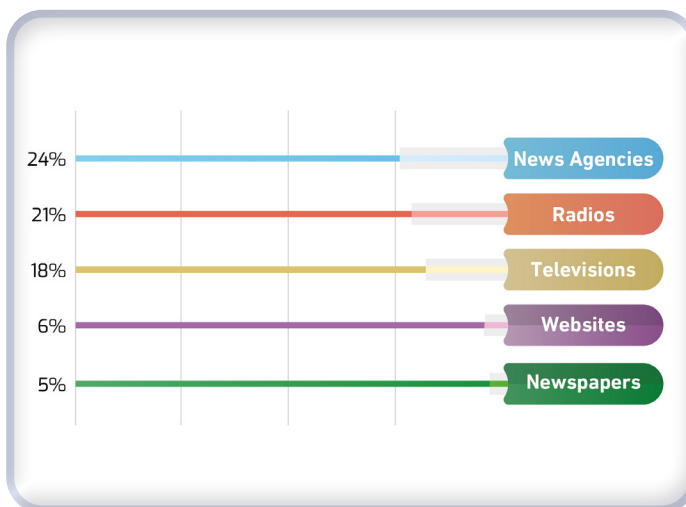 24% News Agencies
21% Radios
18% Televisions
6% Websites
5% Newspapers